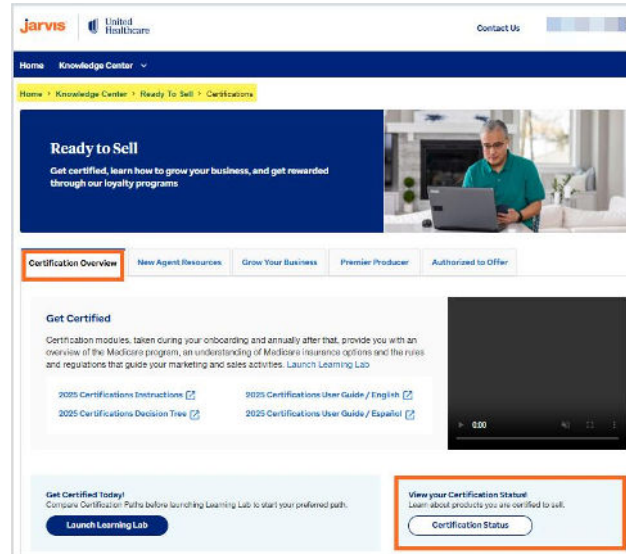 jarvis
United
Healthcare
Contact Us
Home Knowledge Center
Home > Knowledge Center > Ready To Sell > Certifications
Ready to Sell
Get certified, learn how to grow your business, and get rewarded
through our loyalty programs
Certification Overview
New Agent Resources
Grow Your Business
Premier Producer
Authorized to Offer
Get Certified
Certification modules, taken during your onboarding and annually after that, provide you with an
overview of the Medicare program, an understanding of Medicare insurance options and the rules
and regulations that guide your marketing and sales activities. Launch Learning Lab
2025 Certifications Instructions
2025 Certifications User Guide / English
2025 Certifications Decision Tree
2025 Certifications User Guide / Español
0:00
Get Certified Today!
Compare Certification Paths before launching Learning Lab to start your preferred path.
Launch Learning Lab
View your Certification Status!
Learn about products you are certified to sell.
Certification Status